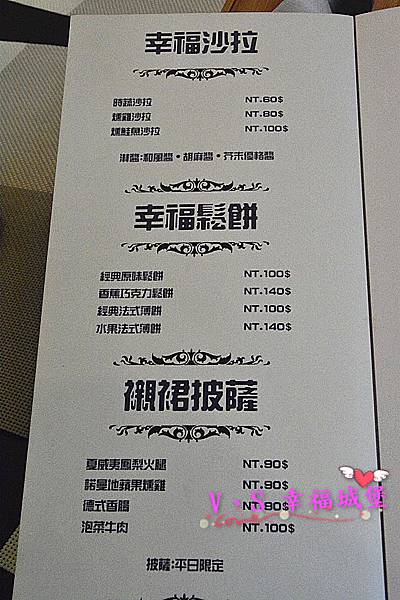 幸福沙拉
時蔬沙拉 NT.60$
燻雞沙拉 NT.80$
燻鮭魚沙拉 NT.100$
淋醬:和風醬•胡麻醬•芥末優格醬
幸福鬆餅
經典原味鬆餅 NT.100$
香蕉巧克力鬆餅 NT.140$
經典法式薄餅 NT.100$
水果法式薄餅 NT.140$
襯裙披薩
夏威夷鳳梨火腿 NT.90$
諾曼地蘋果燻雞 NT.90$
德式香腸 NT.90$
泡菜牛肉 NT.100$
披薩:平日限定
V•S 幸福城堡